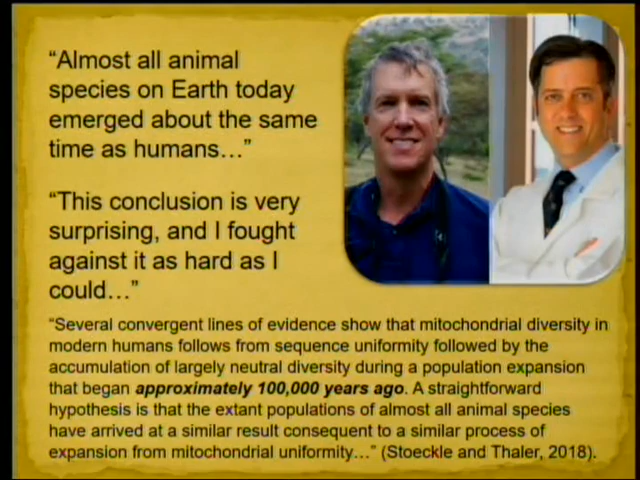 “Almost all animal
species on Earth today
emerged about the same
time as humans…”
“This conclusion is very
surprising, and I fought
against it as hard as I
could…”
“Several convergent lines of evidence show that mitochondrial diversity in
modern humans follows from sequence uniformity followed by the
accumulation of largely neutral diversity during a population expansion
that began approximately 100,000 years ago. A straightforward
hypothesis is that the extant populations of almost all animal species
have arrived at a similar result consequent to a similar process of
expansion from mitochondrial uniformity…” (Stoeckle and Thaler, 2018).